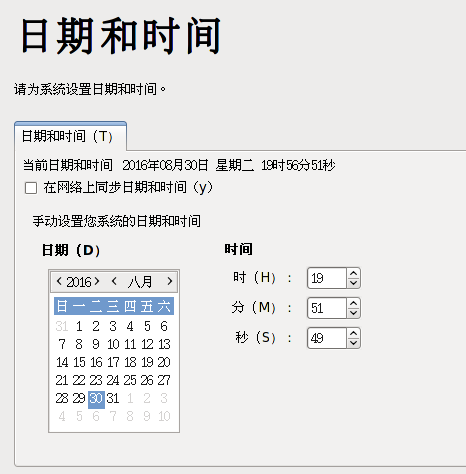 日期和时间
请为系统设置日期和时间。
日期和时间（T）
当前日期和时间 2016年08月30日 星期二 19时56分51秒
在网络上同步日期和时间（y）
手动设置您系统的日期和时间
日期（D）
< 2016 > < 八月 >
日 一 二 三 四 五 六
31 1 2 3 4 5 6
7 8 9 10 11 12 13
14 15 16 17 18 19 20
21 22 23 24 25 26 27
28 29 30 31 1 2 3
4 5 6 7 8 9 10
时间
时（H）： 19
分（M）： 51
秒（S）： 49